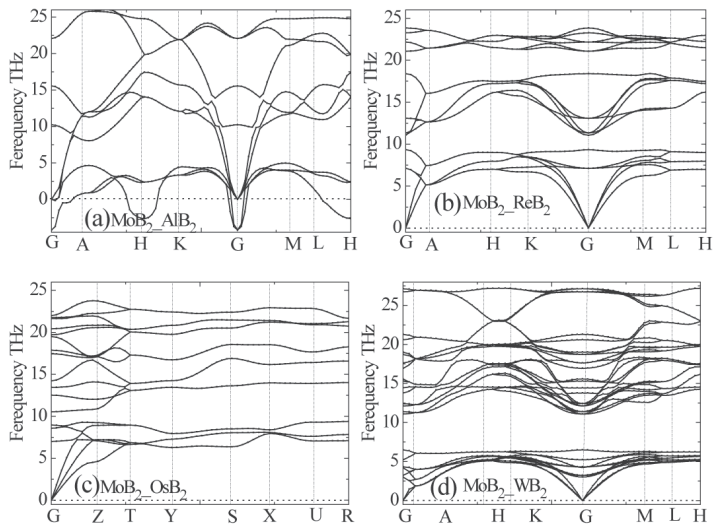 25
20
15
10
5
0
Ferequency THz
(a)MoB2_AlB2
G A H K G M L H
25
20
15
10
5
0
Ferequency THz
(b)MoB2_ReB2
G A H K G M L H
25
20
15
10
5
0
Ferequency THz
(c)MoB2_OsB2
G Z T Y S X U R
25
20
15
10
5
0
Ferequency THz
(d) MoB2_WB2
G A H K G M L H